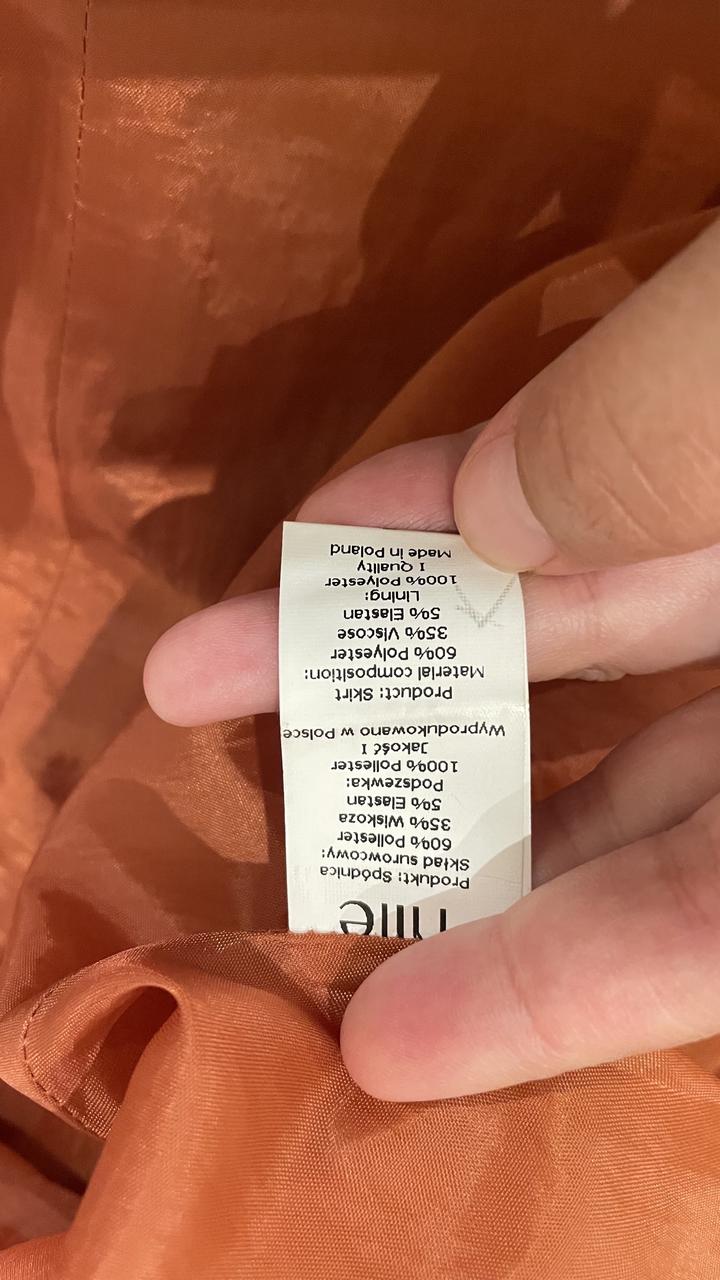 Produkt: Spódnica
Skład surowcowy:
60% Poliester
35% Wiskoza
5% Elastan
Podszewka:
100% Poliester
Jakość I
Wyprodukowano w Polsce
Product: Skirt
Material composition:
60% Polyester
35% Viscose
5% Elastan
Lining:
100% Polyester
I Quality
Made in Poland